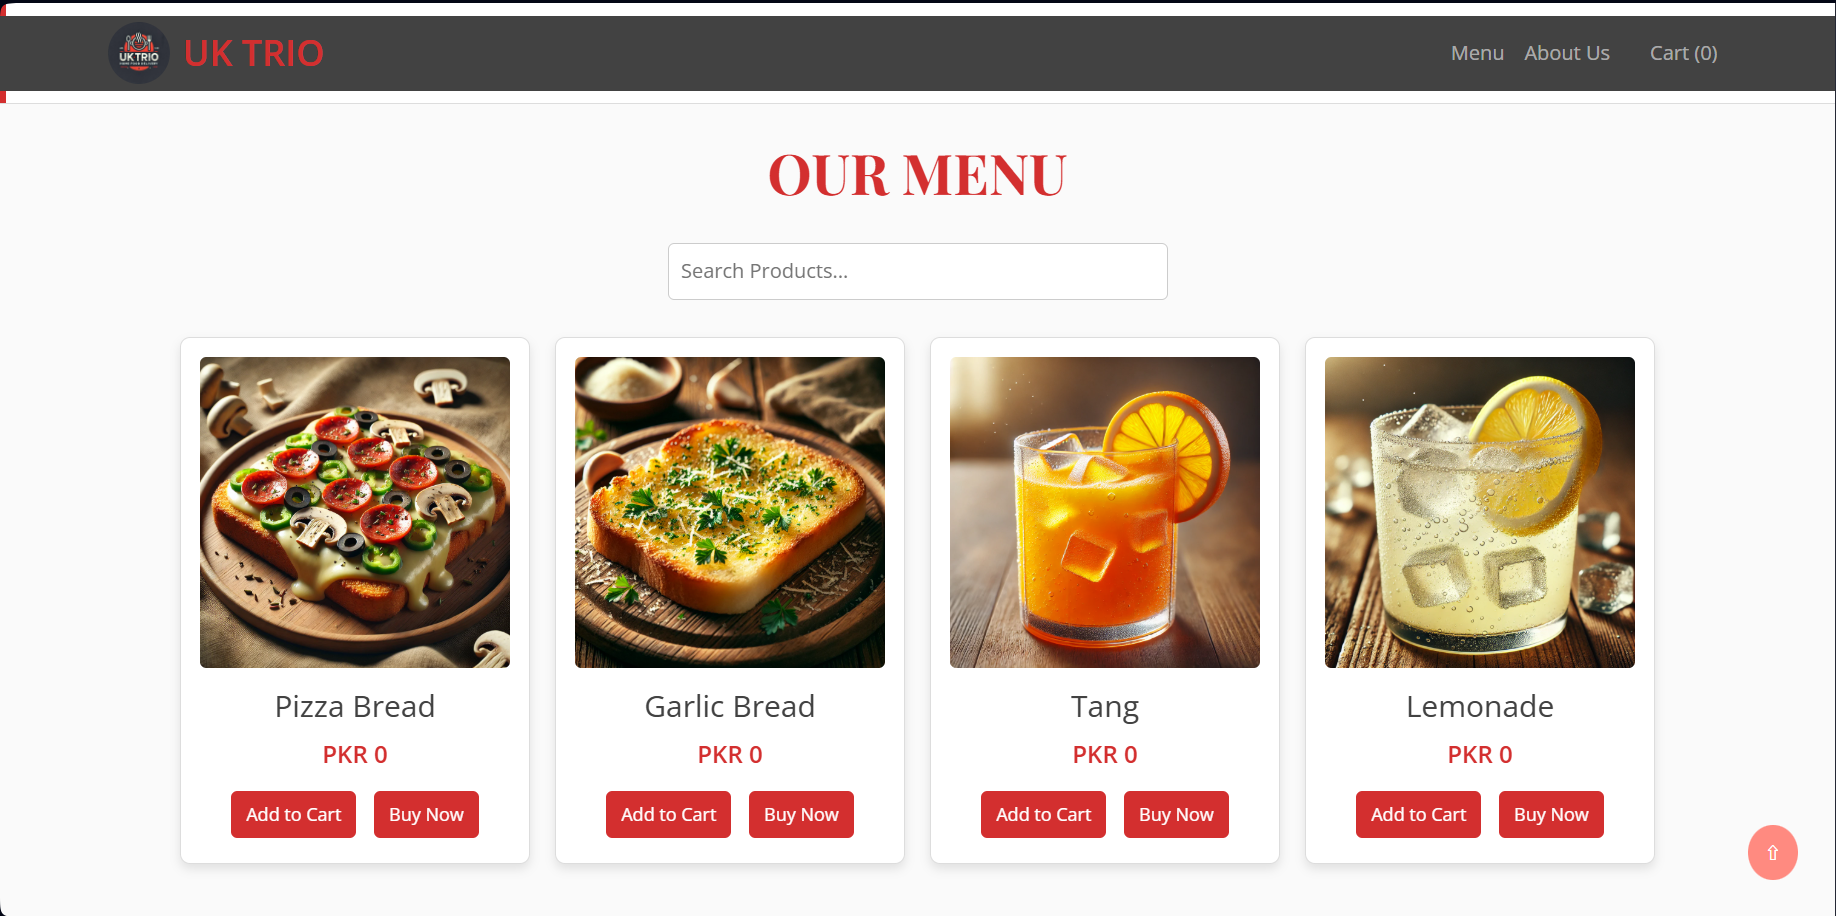 UKTRIO
UK TRIO
Menu About Us Cart (0)
OUR MENU
Search Products...
Pizza Bread
PKR 0
Add to Cart Buy Now
Garlic Bread
PKR 0
Add to Cart Buy Now
Tang
PKR 0
Add to Cart Buy Now
Lemonade
PKR 0
Add to Cart Buy Now